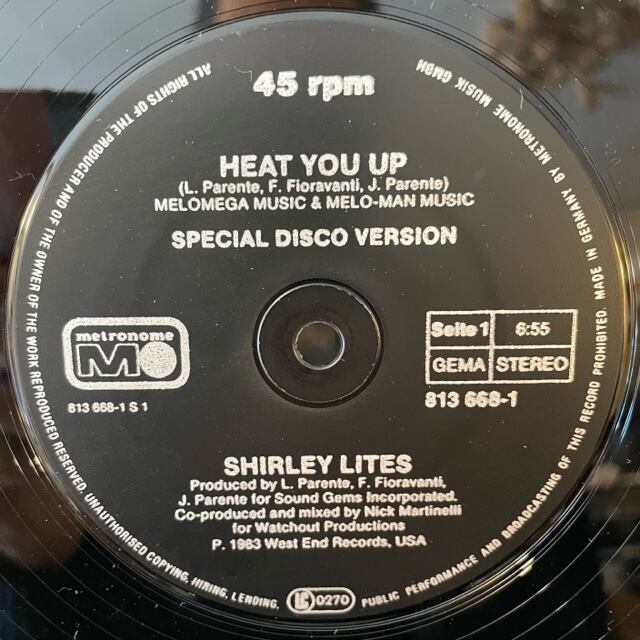 45 rpm
HEAT YOU UP
(L. Parente, F. Fioravanti, J. Parente)
MELOMEGA MUSIC & MELO-MAN MUSIC
SPECIAL DISCO VERSION
metronome
M
813 668-1 S 1
Seite 1 6:55
GEMA STEREO
813 668-1
SHIRLEY LITES
Produced by L. Parente, F. Fioravanti,
J. Parente for Sound Gems Incorporated.
Co-produced and mixed by Nick Martinelli
for Watchout Productions
P. 1983 West End Records, USA
ALL RIGHTS OF THE PRODUCER AND OF THE OWNER OF THE WORK REPRODUCED RESERVED. UNAUTHORISED COPYING, HIRING, LENDING, LC 0270 PUBLIC PERFORMANCE AND BROADCASTING OF THIS RECORD PROHIBITED. MADE IN GERMANY BY METRONOME MUSIK GMBH